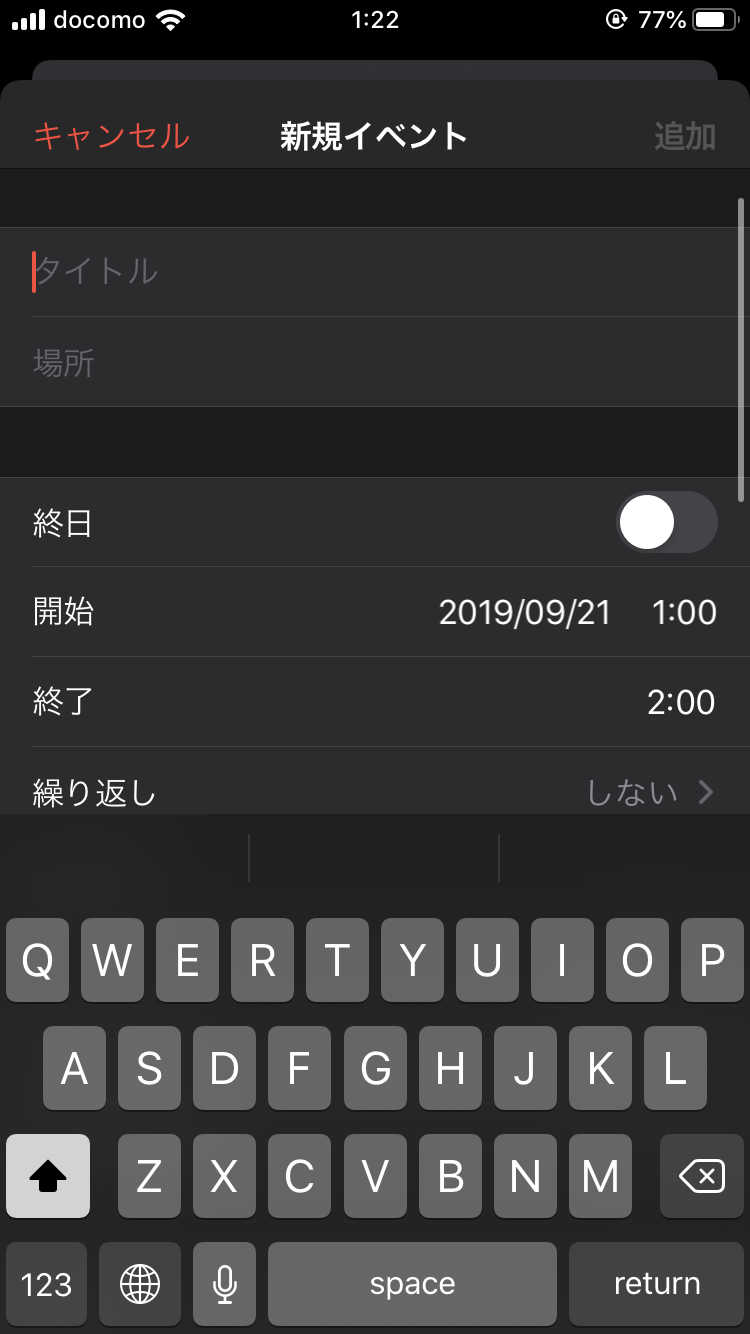 docomo 1:22 77%
キャンセル 新規イベント 追加
タイトル
場所
終日
開始 2019/09/21 1:00
終了 2:00
繰り返し しない
Q W E R T Y U I O P
A S D F G H J K L
Z X C V B N M
123 space return